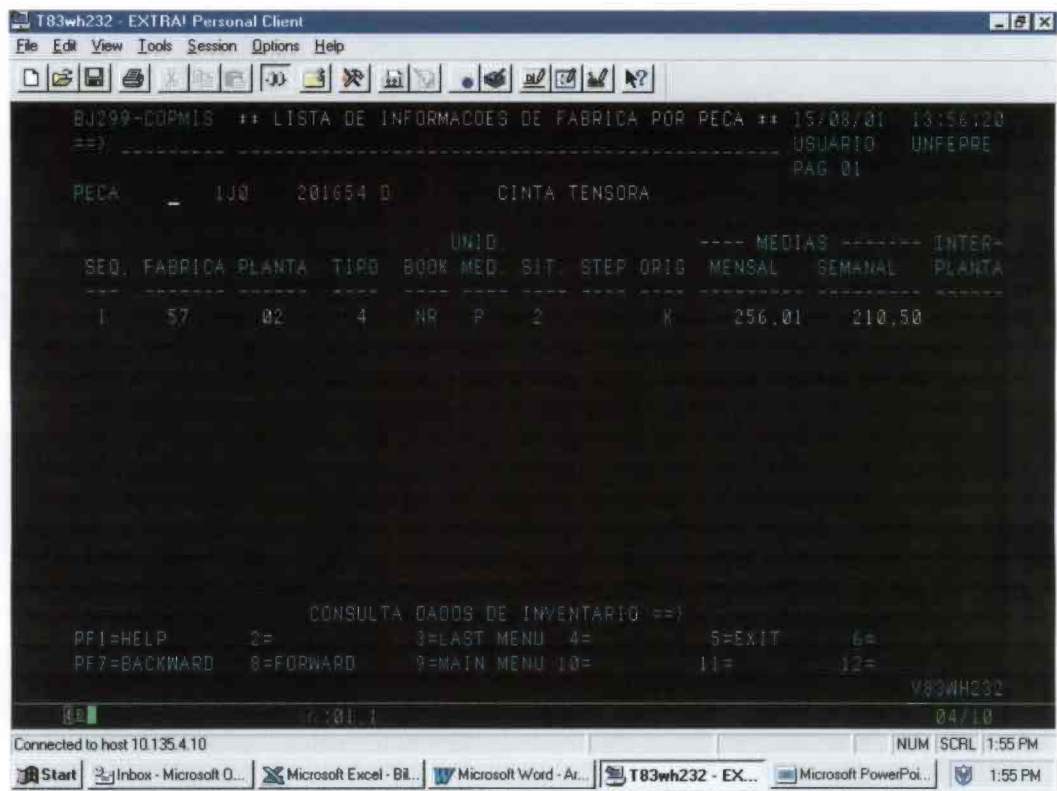 T83wh232 - EXTRA! Personal Client
File Edit View Tools Session Options Help
BJ299-COPMIS ** LISTA DE INFORMACOES DE FABRICA POR PECA ** 15/08/01 13:56:20
==> USUARIO UNFEPRE
PAG 01
PECA _ 1J0 201654 D CINTA TENSORA
UNID. ---- MEDIAS ------- INTER-
SEQ. FABRICA PLANTA TIPO BOOK MED. SIT. STEP ORIG MENSAL SEMANAL PLANTA
--- ------- ------ ---- ---- ---- ---- ---- ---- --------- --------- ------
1 57 02 4 NR P 2 K 256,01 210,50
CONSULTA DADOS DE INVENTARIO ==>
PF1=HELP 2= 3=LAST MENU 4= 5=EXIT 6=
PF7=BACKWARD 8=FORWARD 9=MAIN MENU 10= 11= 12=
V83WH232
04/10
Connected to host 10.135.4.10 NUM SCRL 1:55 PM
Start Inbox - Microsoft O... Microsoft Excel - Bil... Microsoft Word - Ar... T83wh232 - EX... Microsoft PowerPoi... 1:55 PM